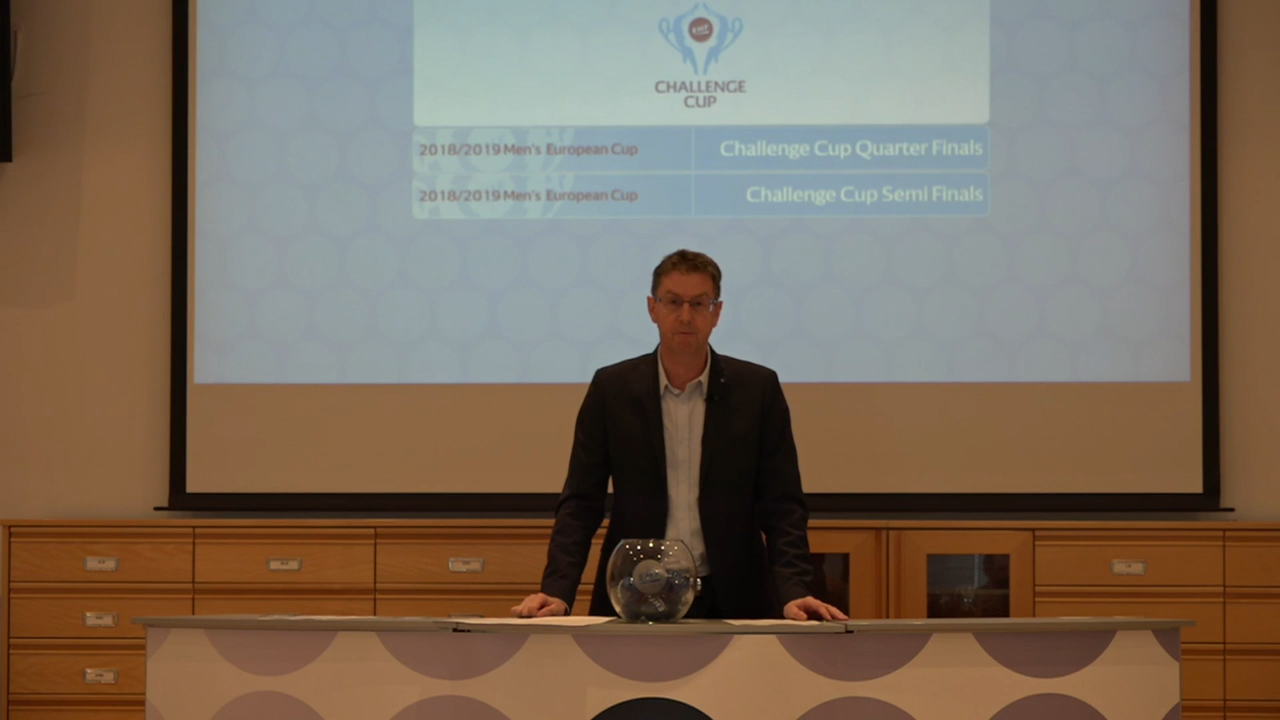 EHF
CHALLENGE
CUP
2018/2019 Men's European Cup
Challenge Cup Quarter Finals
2018/2019 Men's European Cup
Challenge Cup Semi Finals